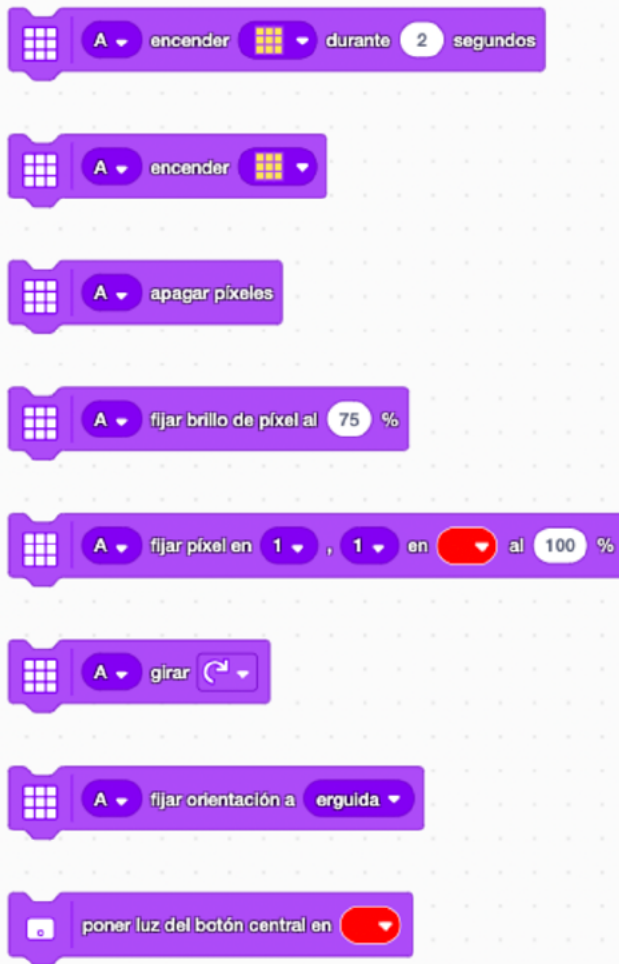 A encender durante 2 segundos
A encender
A apagar píxeles
A fijar brillo de píxel al 75 %
A fijar píxel en 1 , 1 en al 100 %
A girar
A fijar orientación a erguida
poner luz del botón central en